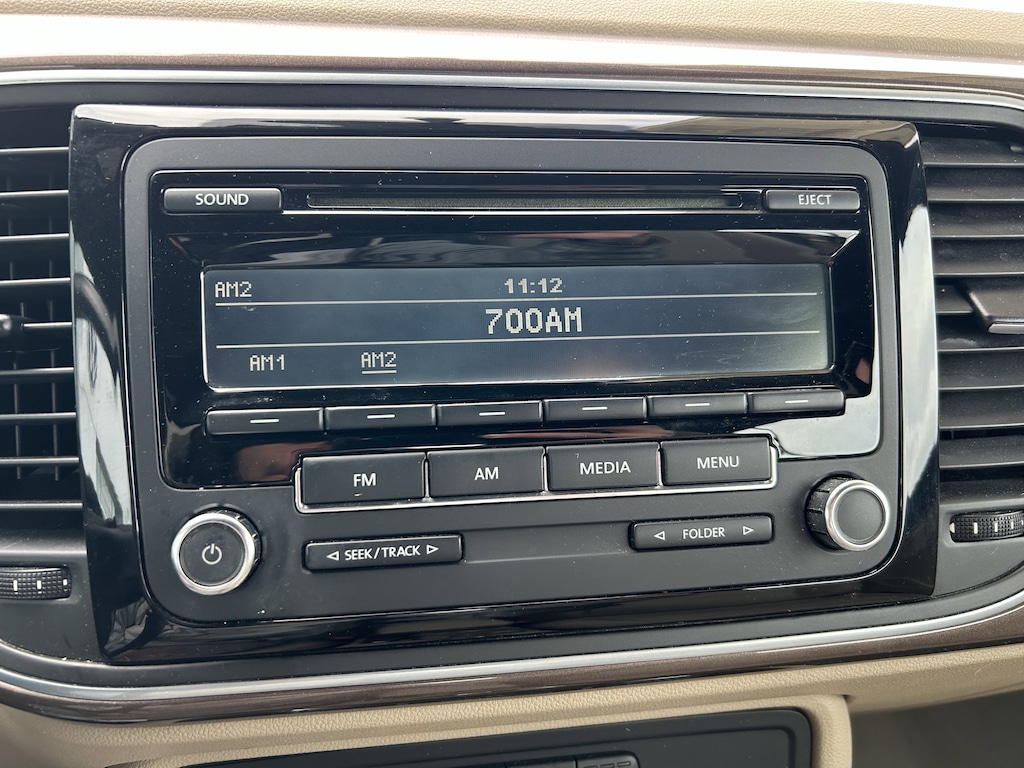 SOUND EJECT
AM2 11:12
700AM
AM1 AM2
FM AM MEDIA MENU
SEEK/TRACK FOLDER